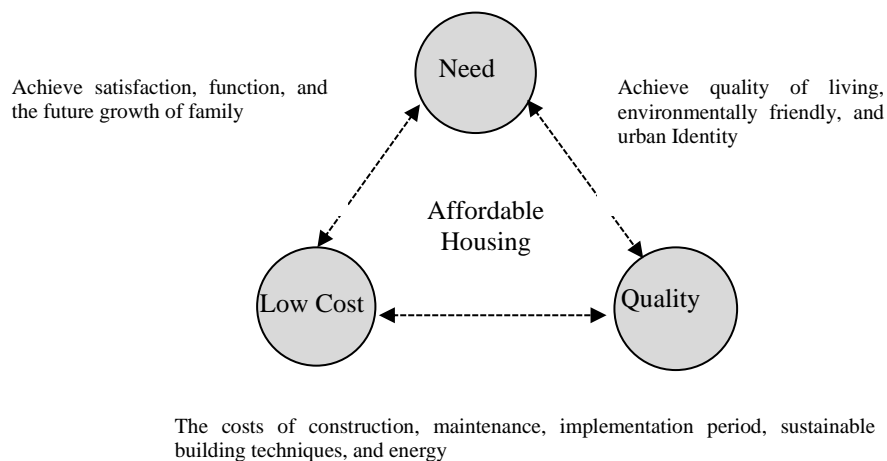 Need
Achieve satisfaction, function, and
the future growth of family
Achieve quality of living,
environmentally friendly, and
urban Identity
Affordable
Housing
Low Cost
Quality
The costs of construction, maintenance, implementation period, sustainable
building techniques, and energy